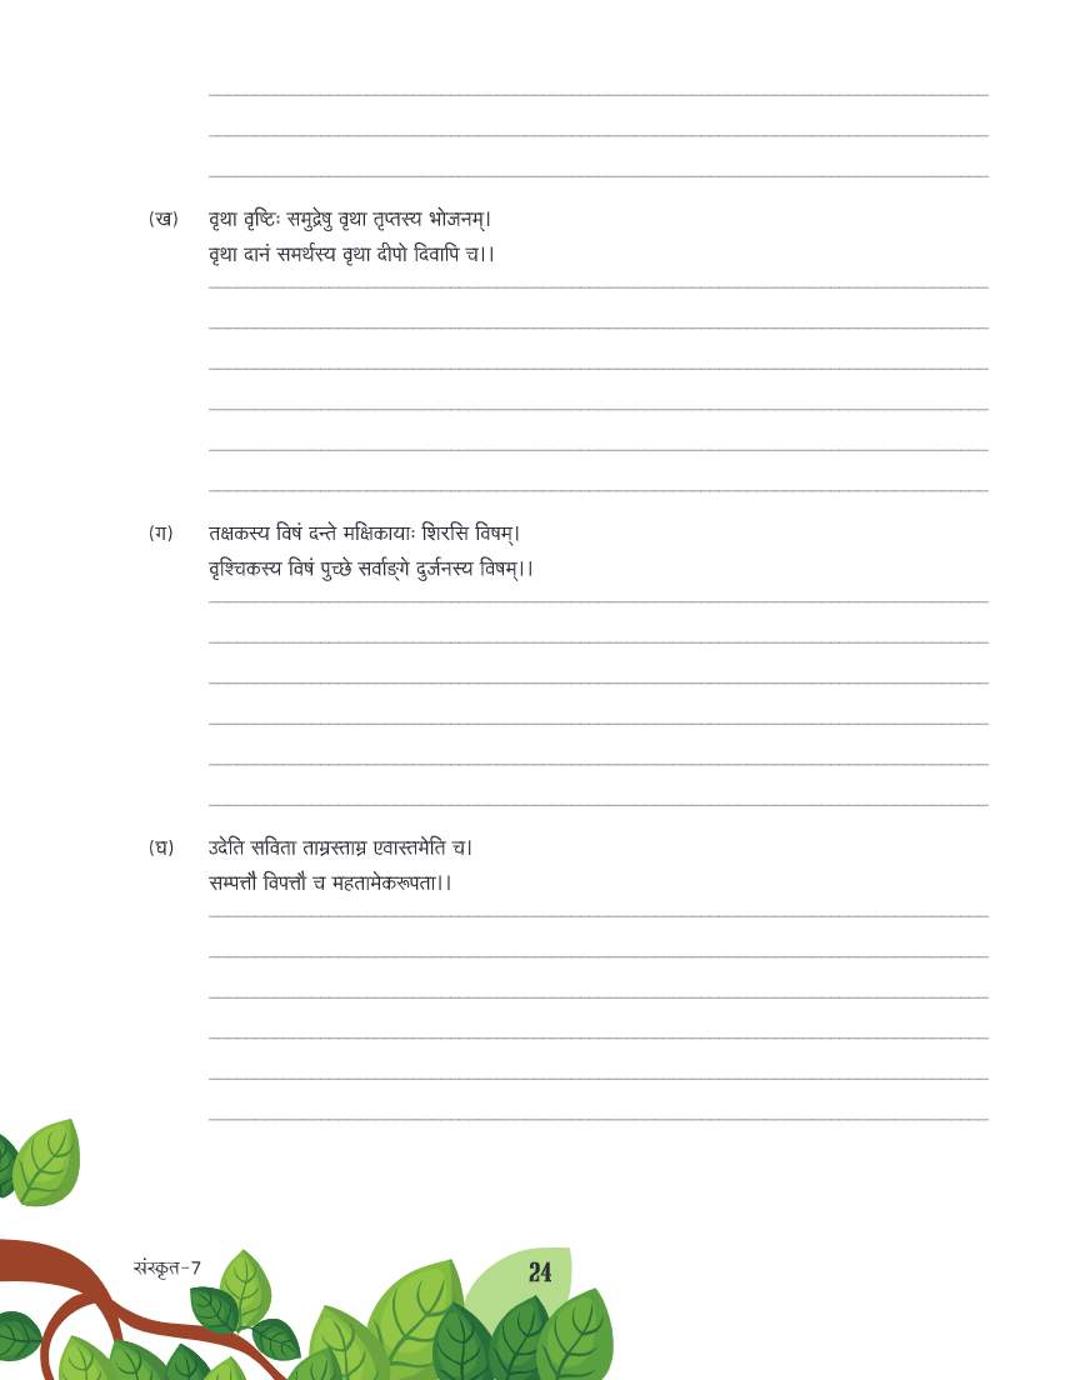 (ख) वृथा वृष्टिः समुद्रेषु वृथा तृप्तस्य भोजनम्।
वृथा दानं समर्थस्य वृथा दीपो दिवापि च।।
(ग) तक्षकस्य विषं दन्ते मक्षिकायाः शिरसि विषम्।
वृश्चिकस्य विषं पुच्छे सर्वाङ्गे दुर्जनस्य विषम्।।
(घ) उदेति सविता ताम्रस्ताम्र एवास्तमेति च।
सम्पत्तौ विपत्तौ च महतामेकरूपता।।
संस्कृत-7
24